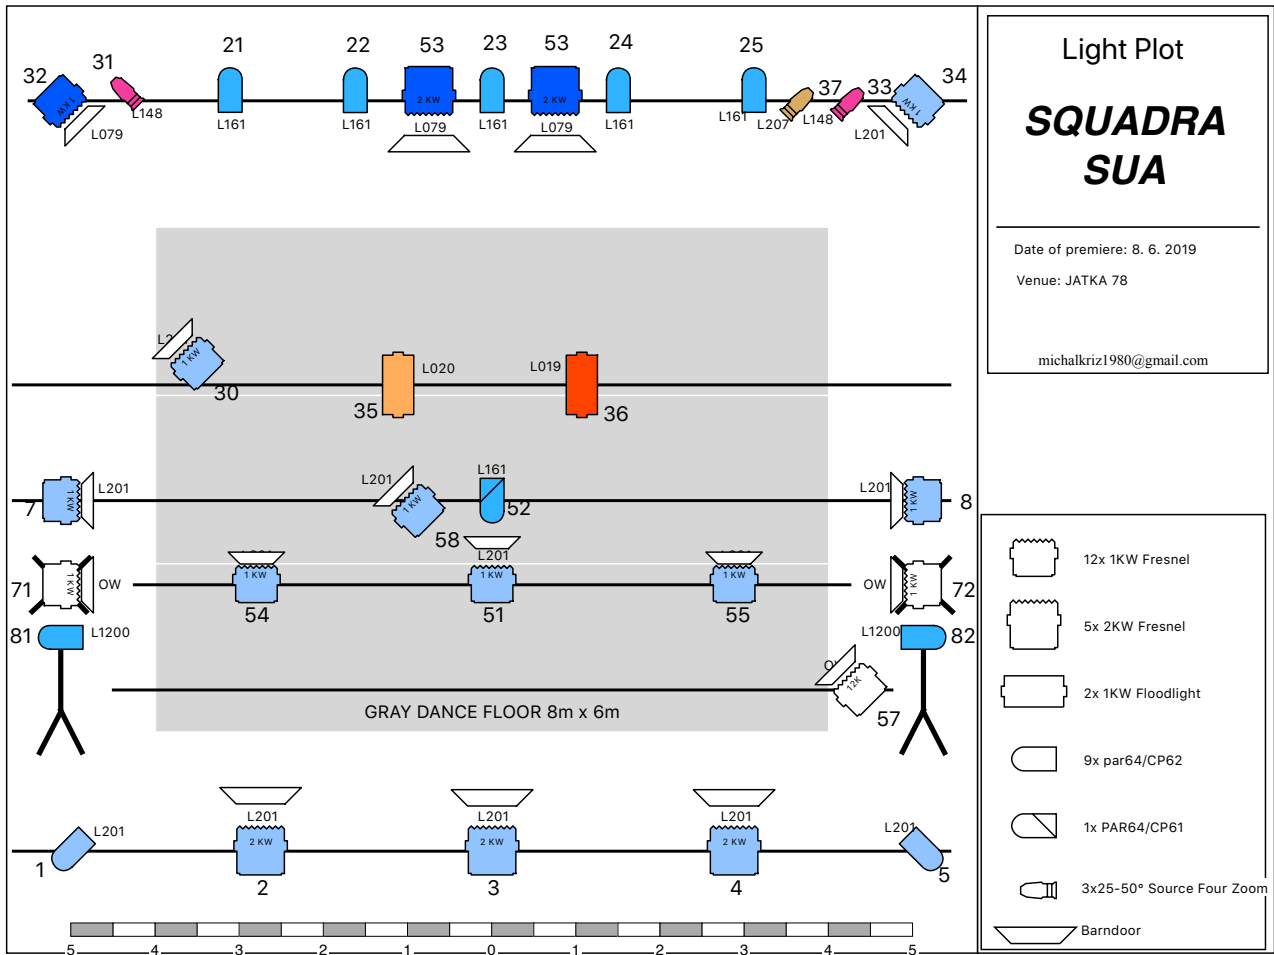 31
21
22
53
23
53
24
25
32
37
33
34
1 KW
2 KW
2 KW
1 KW
L148
L161
L161
L161
L161
L161
L207
L148
L079
L079
L079
L201
Light Plot
SQUADRA
SUA
Date of premiere: 8. 6. 2019
Venue: JATKA 78
michalkriz1980@gmail.com
1 KW
30
L020
L019
35
36
L201
L201
L161
L201
1 KW
1 KW
1 KW
7
58
52
8
L201
71
1 KW
OW
1 KW
1 KW
1 KW
OW
1 KW
72
54
51
55
81
L1200
L1200
82
12K
57
GRAY DANCE FLOOR 8m x 6m
L201
L201
L201
L201
L201
2 KW
2 KW
2 KW
1
2
3
4
5
5 4 3 2 1 0 1 2 3 4 5
12x 1KW Fresnel
5x 2KW Fresnel
2x 1KW Floodlight
9x par64/CP62
1x PAR64/CP61
3x25-50° Source Four Zoom
Barndoor